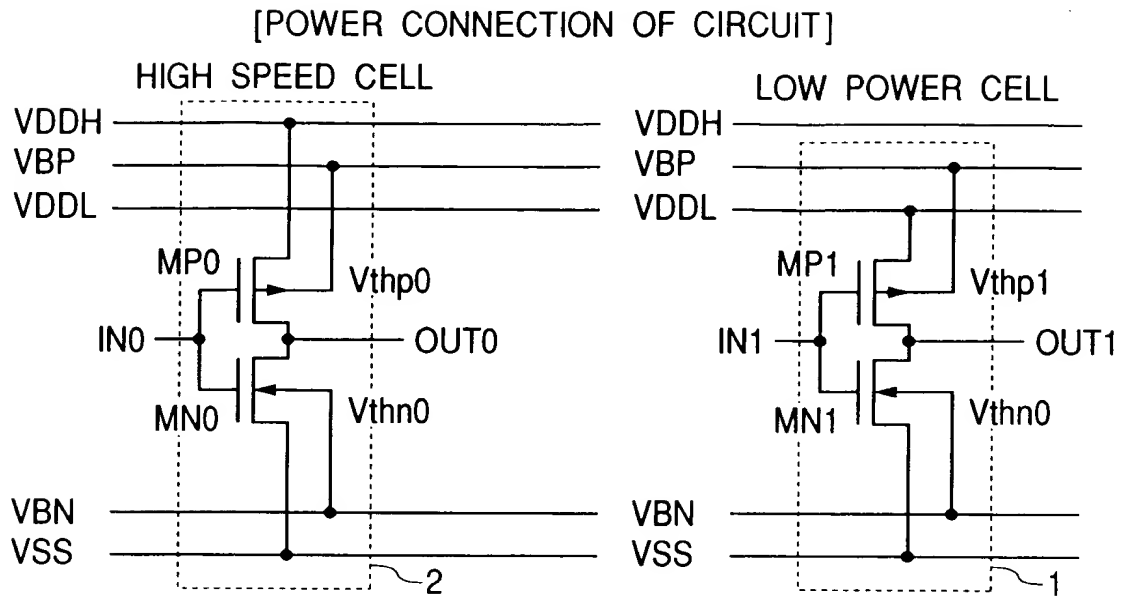 [POWER CONNECTION OF CIRCUIT]
HIGH SPEED CELL
VDDH
VBP
VDDL
MP0
Vthp0
IN0
OUT0
MN0
Vthn0
VBN
VSS
2
LOW POWER CELL
VDDH
VBP
VDDL
MP1
Vthp1
IN1
OUT1
MN1
Vthn0
VBN
VSS
1